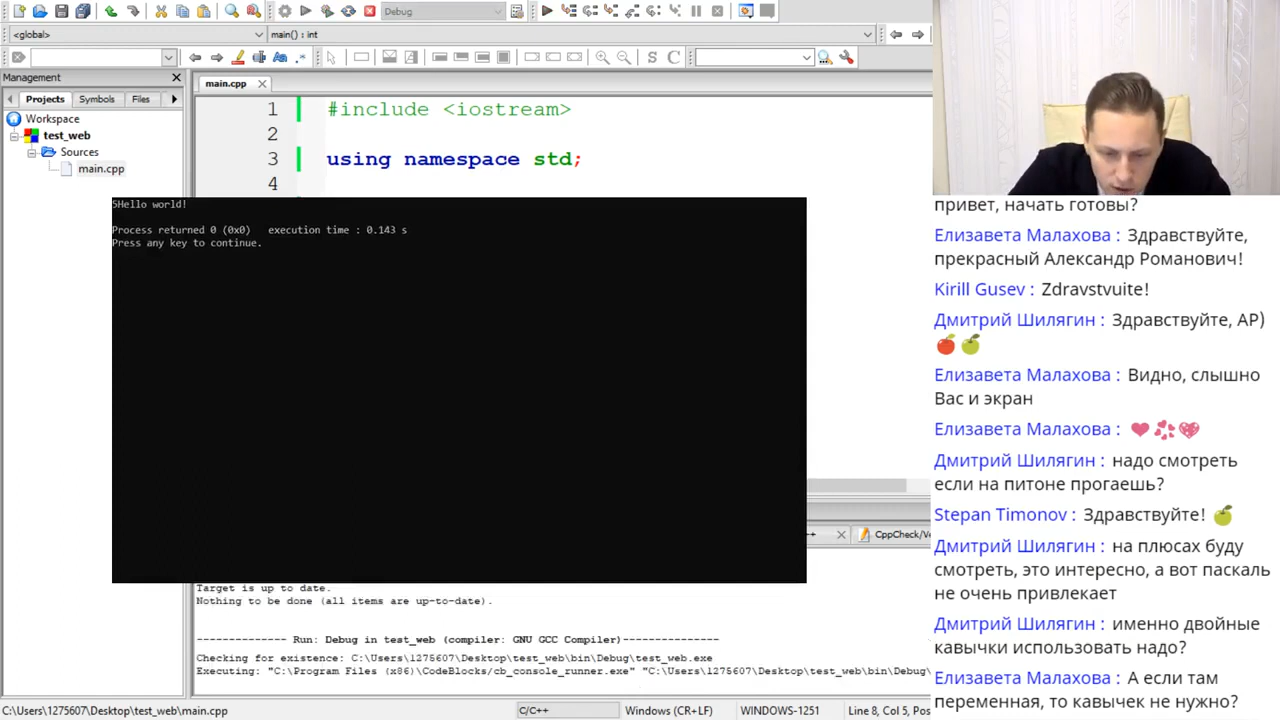 Debug
<global>
main() : int
S C
Management
Projects Symbols Files
Workspace
test_web
Sources
main.cpp
main.cpp
1 #include <iostream>
2
3 using namespace std;
4
5Hello world!
Process returned 0 (0x0) execution time : 0.143 s
Press any key to continue.
CppCheck/Ve
Target is up to date.
Nothing to be done (all items are up-to-date).
-------------- Run: Debug in test_web (compiler: GNU GCC Compiler)---------------
Checking for existence: C:\Users\1275607\Desktop\test_web\bin\Debug\test_web.exe
Executing: "C:\Program Files (x86)\CodeBlocks/cb_console_runner.exe" "C:\Users\1275607\Desktop\test_web\bin\Debug\
C:\Users\1275607\Desktop\test_web\main.cpp
C/C++
Windows (CR+LF)
WINDOWS-1251
Line 8, Col 5, Pos
привет, начать готовы?
Елизавета Малахова : Здравствуйте,
прекрасный Александр Романович!
Kirill Gusev : Zdravstvuite!
Дмитрий Шилягин : Здравствуйте, АР)
Елизавета Малахова : Видно, слышно
Вас и экран
Елизавета Малахова :
Дмитрий Шилягин : надо смотреть
если на питоне прогаешь?
Stepan Timonov : Здравствуйте!
Дмитрий Шилягин : на плюсах буду
смотреть, это интересно, а вот паскаль
не очень привлекает
Дмитрий Шилягин : именно двойные
кавычки использовать надо?
Елизавета Малахова : А если там
переменная, то кавычек не нужно?